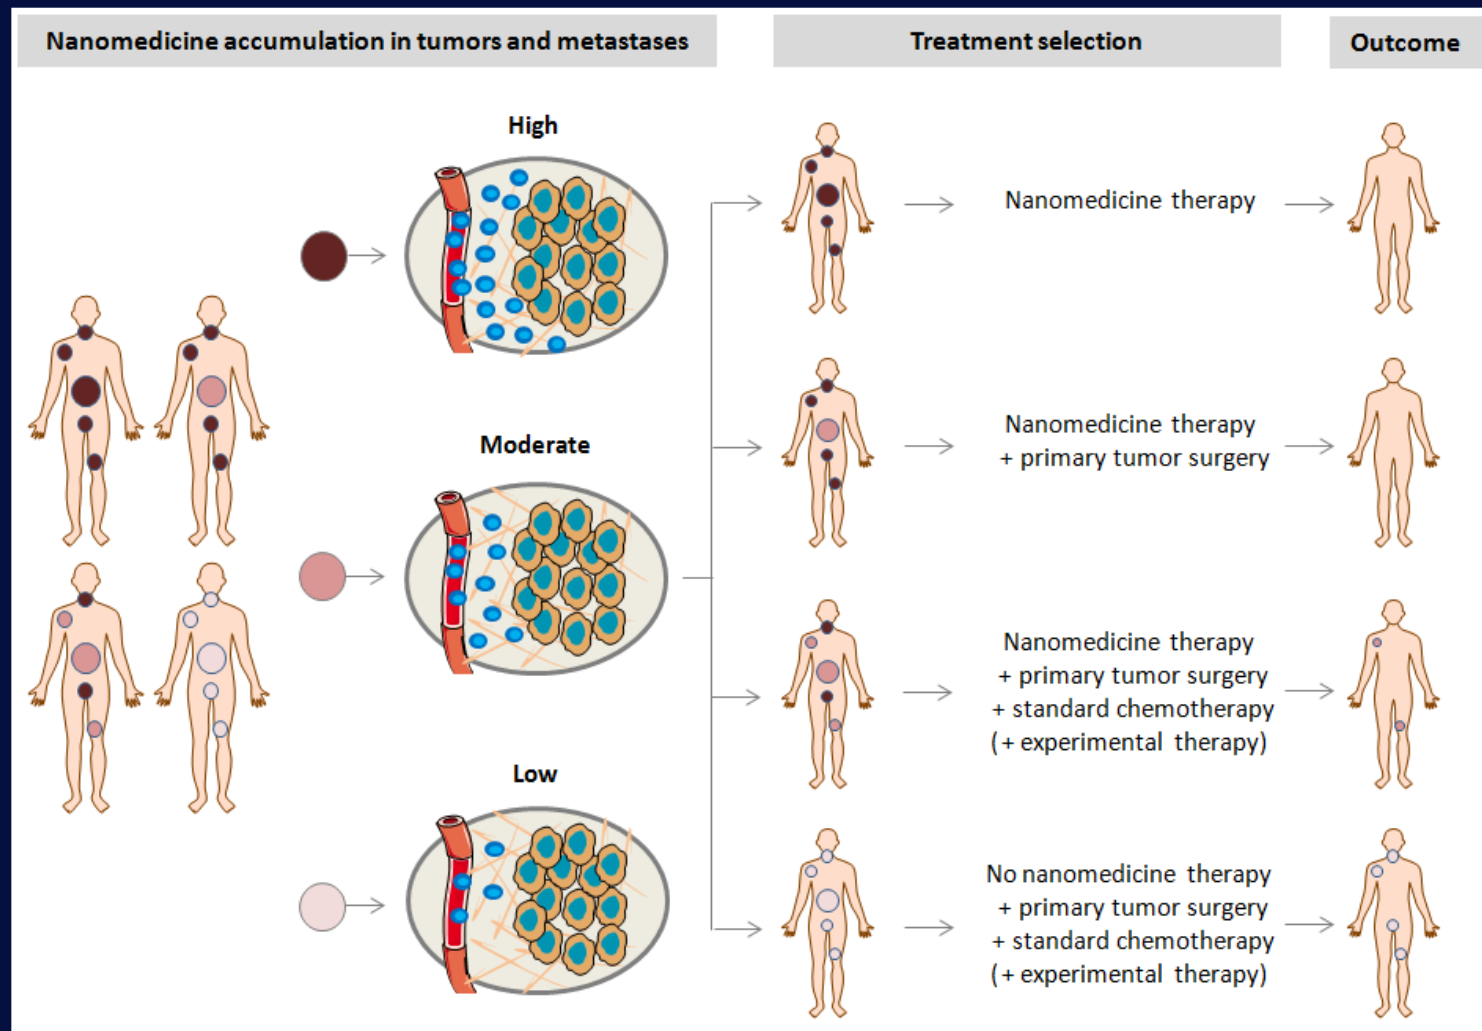 Nanomedicine accumulation in tumors and metastases
Treatment selection
Outcome
High
Moderate
Low
Nanomedicine therapy
Nanomedicine therapy
+ primary tumor surgery
Nanomedicine therapy
+ primary tumor surgery
+ standard chemotherapy
(+ experimental therapy)
No nanomedicine therapy
+ primary tumor surgery
+ standard chemotherapy
(+ experimental therapy)